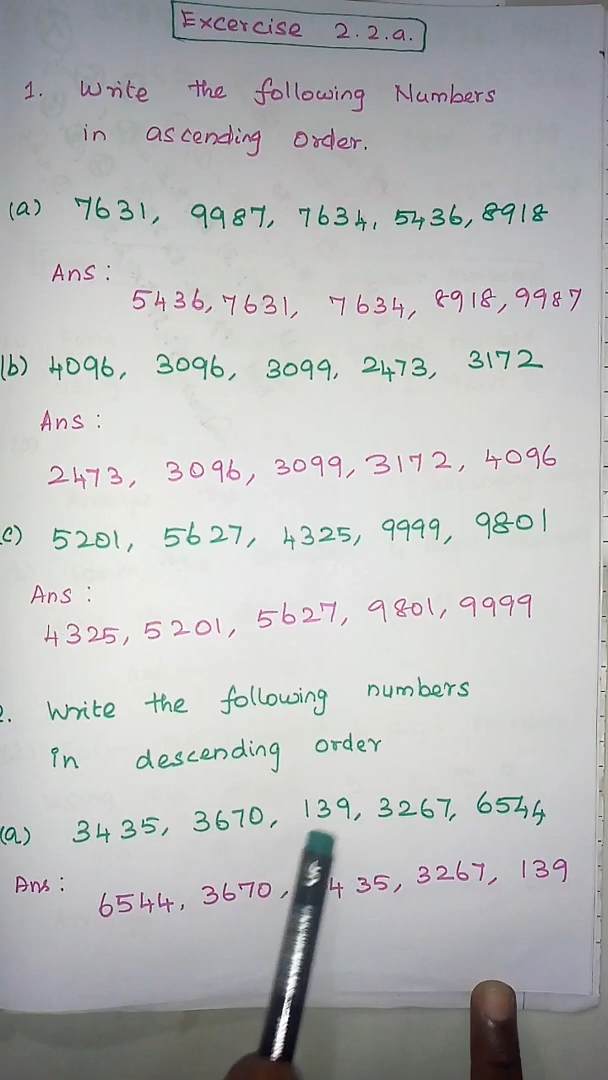 Excercise 2.2.a.
1. Write the following Numbers
in ascending order.
(a) 7631, 9987, 7634, 5436, 8918
Ans :
5436, 7631, 7634, 8918, 9987
(b) 4096, 3096, 3099, 2473, 3172
Ans :
2473, 3096, 3099, 3172, 4096
c) 5201, 5627, 4325, 9999, 9801
Ans :
4325, 5201, 5627, 9801, 9999
2. Write the following numbers
in descending order
(a) 3435, 3670, 139, 3267, 6544
Ans :
6544, 3670, 435, 3267, 139